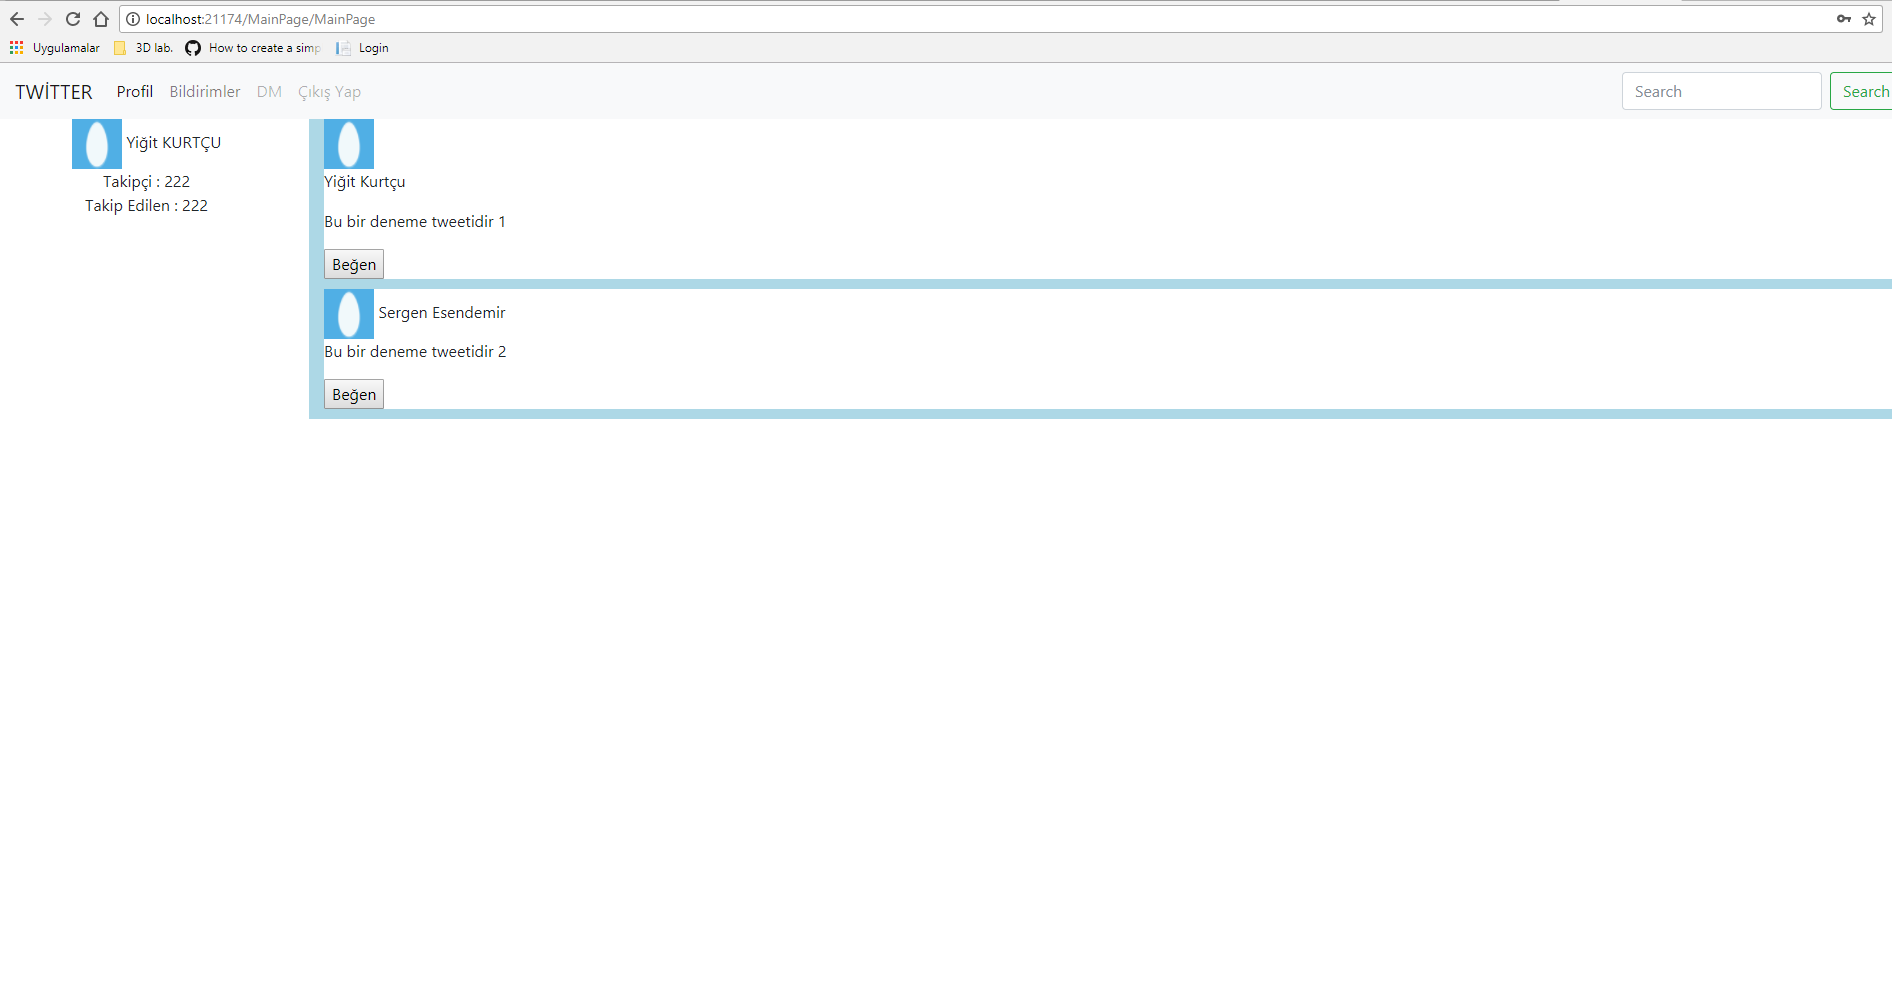 localhost:21174/MainPage/MainPage
Uygulamalar 3D lab. How to create a simp Login
TWİTTER Profil Bildirimler DM Çıkış Yap Search Search
Yiğit KURTÇU
Takipçi : 222
Takip Edilen : 222
Yiğit Kurtçu
Bu bir deneme tweetidir 1
Beğen
Sergen Esendemir
Bu bir deneme tweetidir 2
Beğen